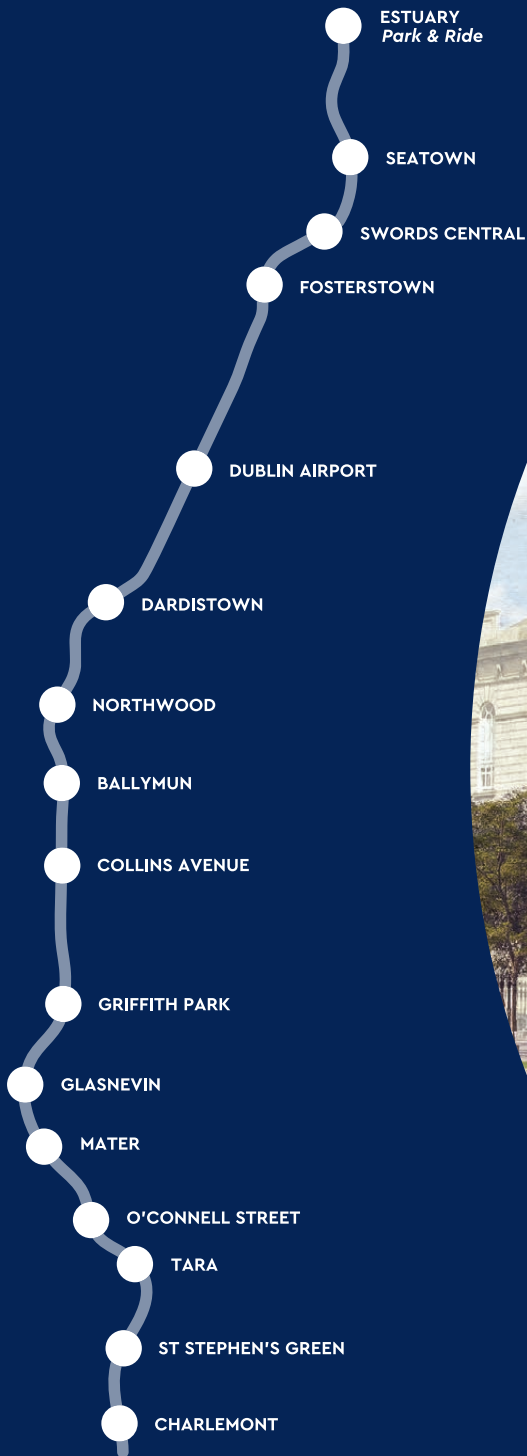 ESTUARY
Park & Ride
SEATOWN
SWORDS CENTRAL
FOSTERSTOWN
DUBLIN AIRPORT
DARDISTOWN
NORTHWOOD
BALLYMUN
COLLINS AVENUE
GRIFFITH PARK
GLASNEVIN
MATER
O'CONNELL STREET
TARA
ST STEPHEN'S GREEN
CHARLEMONT